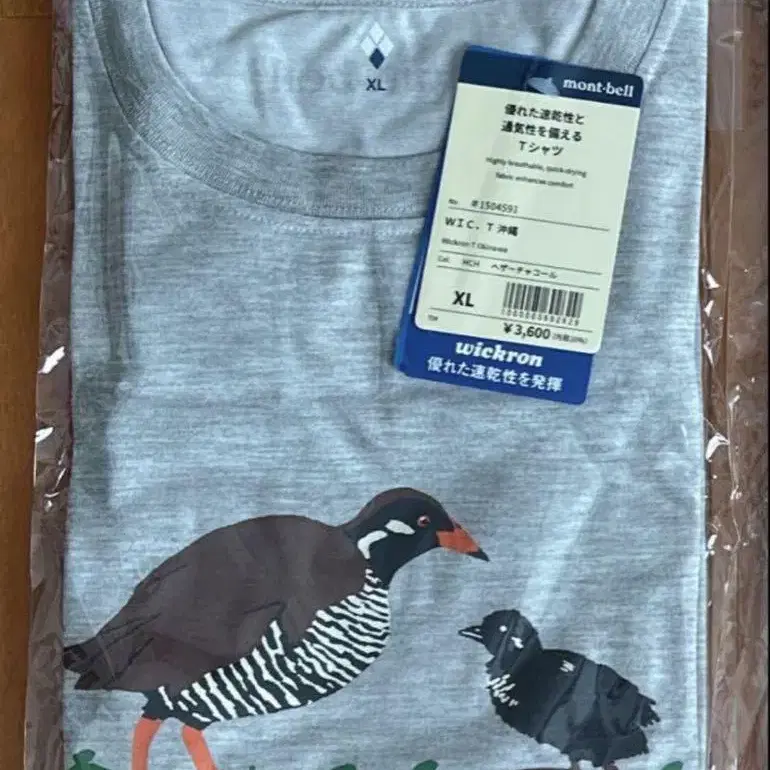 XL
mont-bell
優れた速乾性と
通気性を備える
Tシャツ
Highly breathable, quick-drying
fabric enhances comfort
No. #1504591
WIC. T 沖縄
Wickron T Okinawa
Col. HCH ヘザーチャコール
XL
¥3,600
wickron
優れた速乾性を発揮